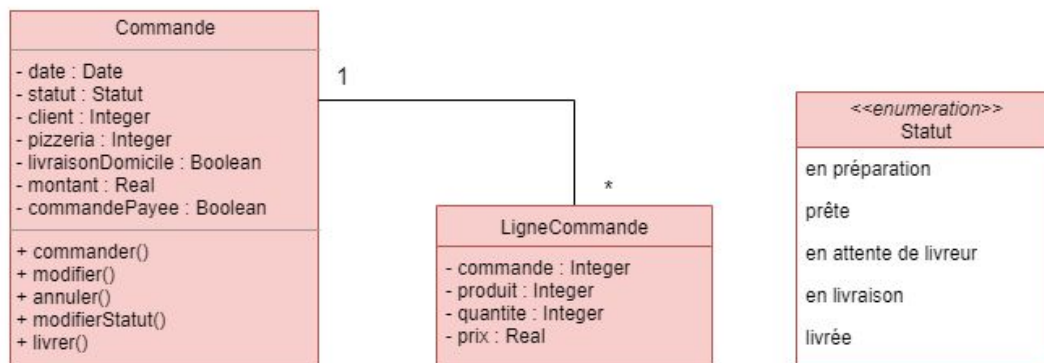 Commande
- date : Date
- statut : Statut
- client : Integer
- pizzeria : Integer
- livraisonDomicile : Boolean
- montant : Real
- commandePayee : Boolean
+ commander()
+ modifier()
+ annuler()
+ modifierStatut()
+ livrer()
1
*
LigneCommande
- commande : Integer
- produit : Integer
- quantite : Integer
- prix : Real
<<enumeration>>
Statut
en préparation
prête
en attente de livreur
en livraison
livrée